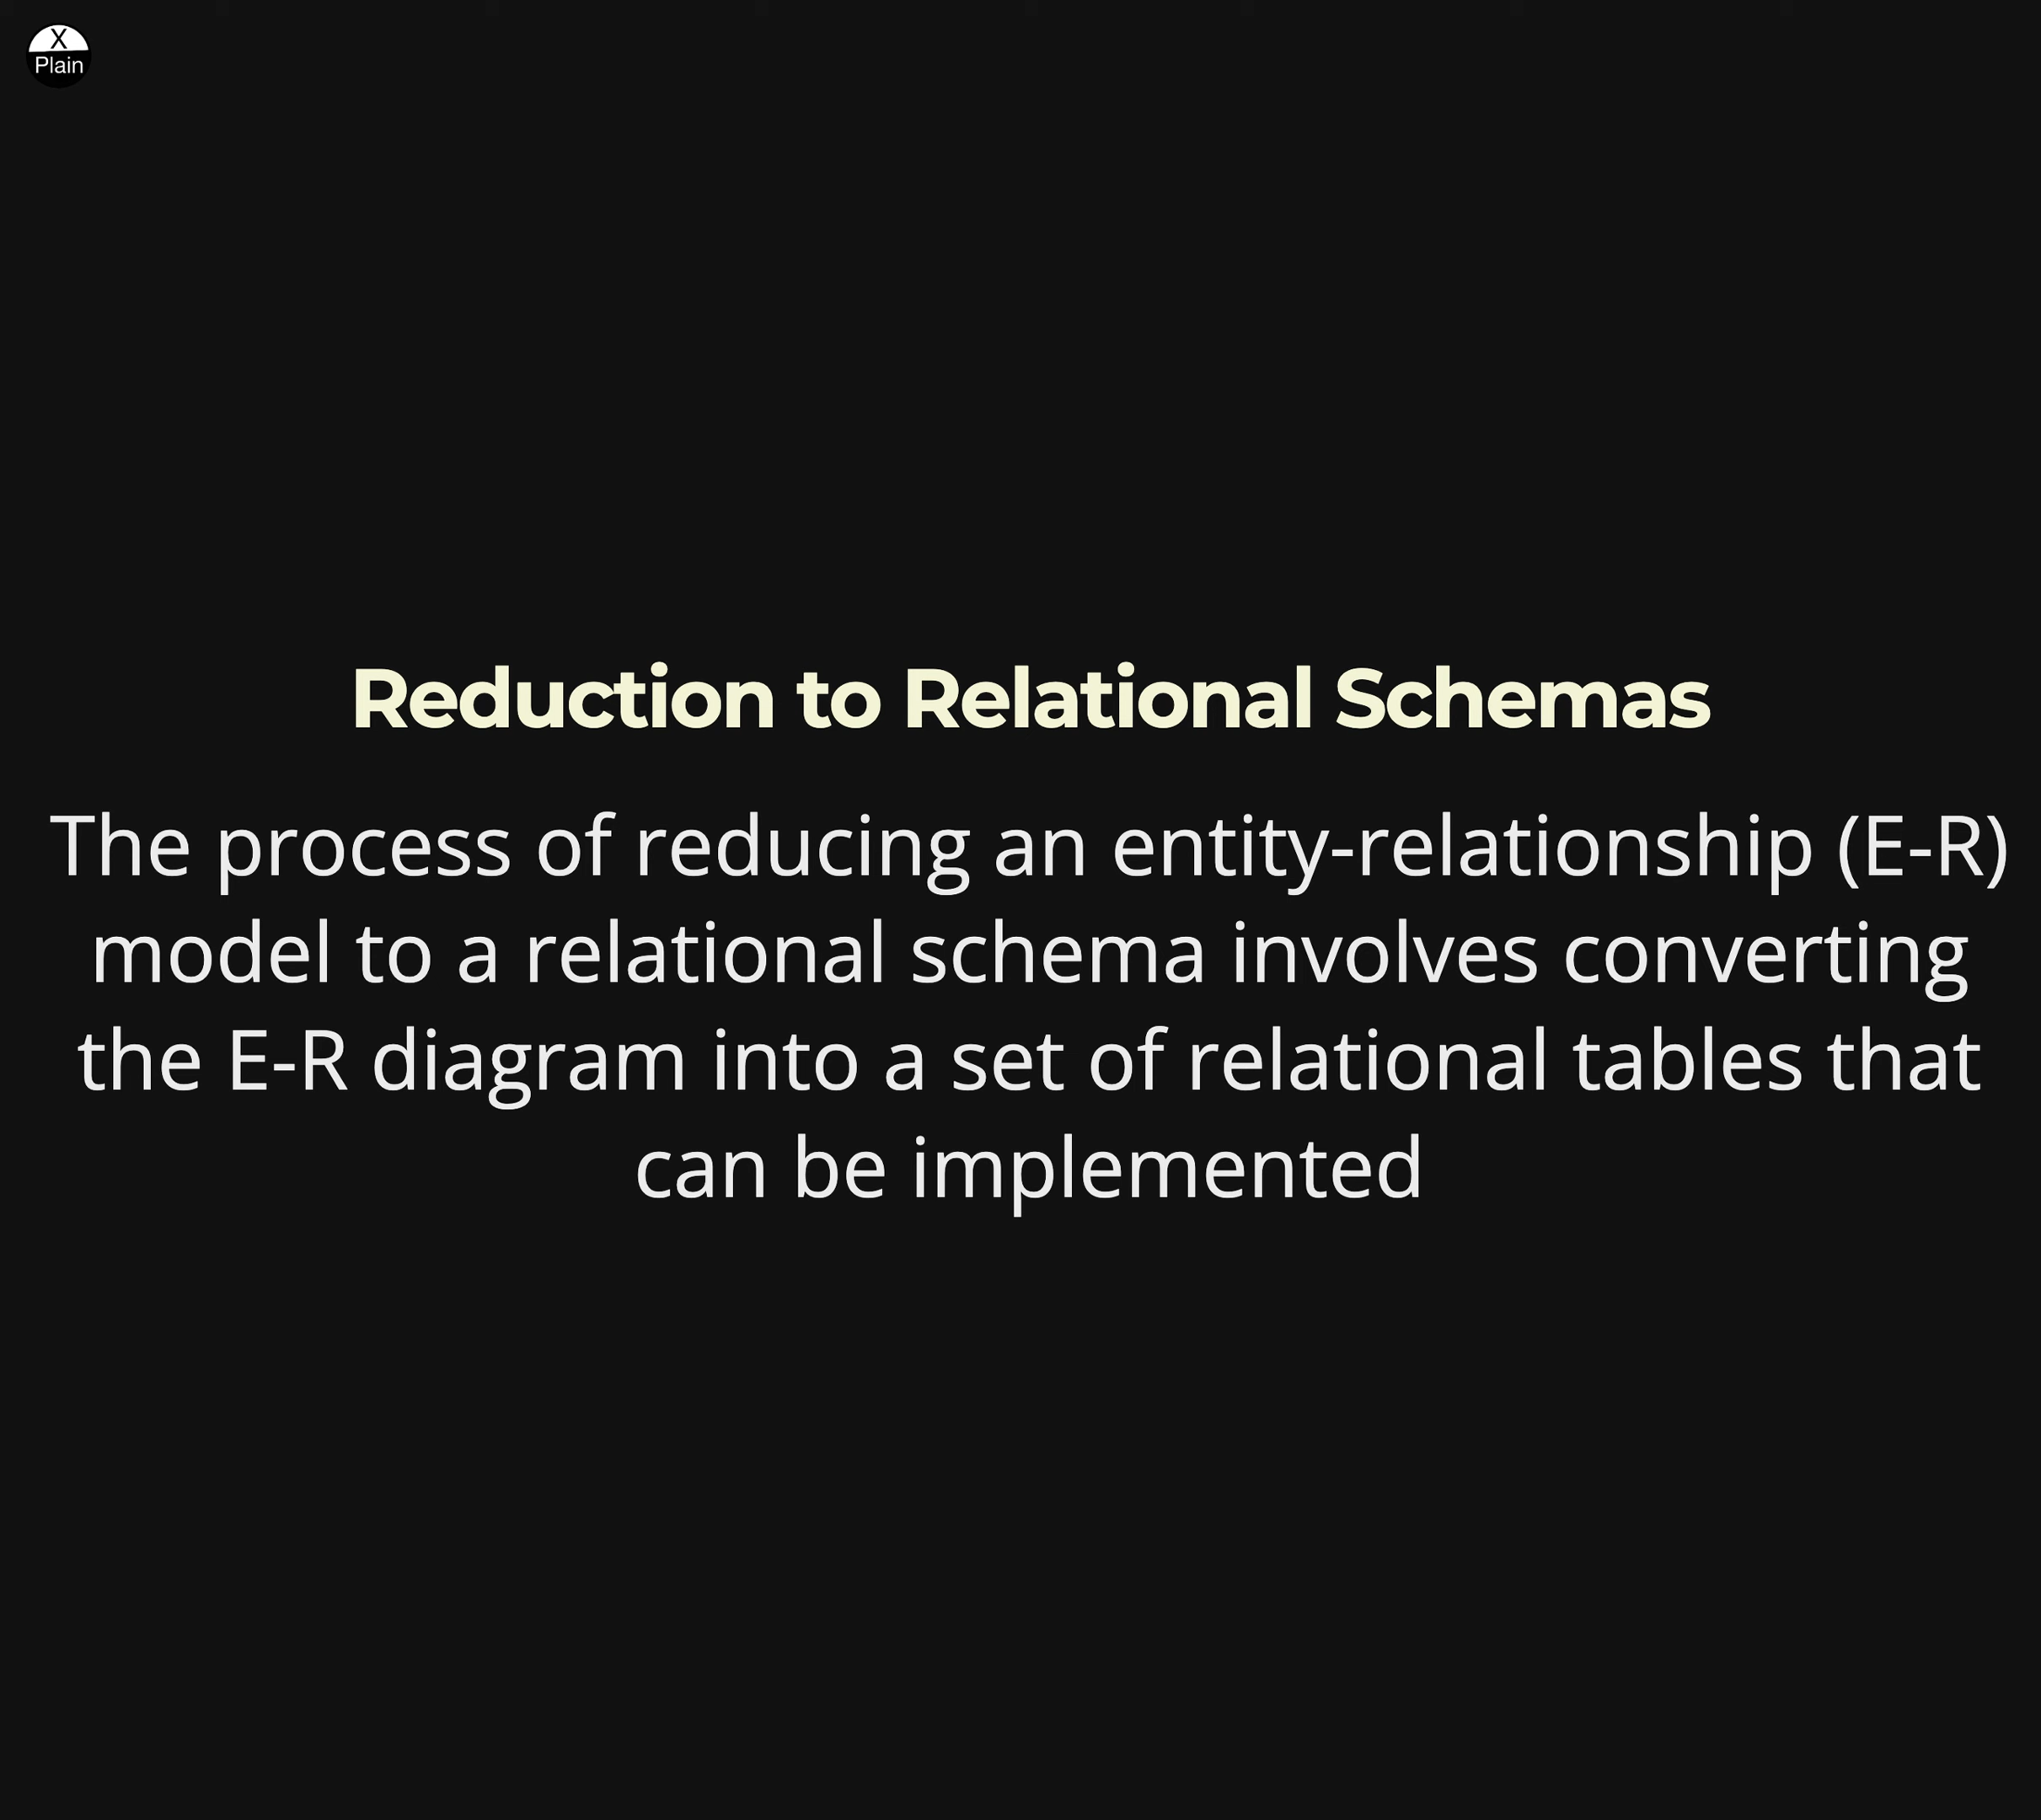 X
Plain
Reduction to Relational Schemas
The process of reducing an entity-relationship (E-R)
model to a relational schema involves converting
the E-R diagram into a set of relational tables that
can be implemented